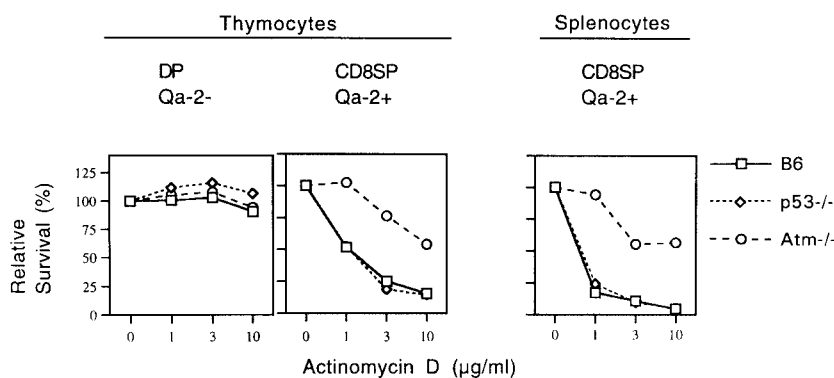 Thymocytes Splenocytes
DP CD8SP CD8SP
Qa-2- Qa-2+ Qa-2+
Relative
Survival (%)
125
100
75
50
25
0
0 1 3 10 0 1 3 10 0 1 3 10
Actinomycin D (µg/ml)
B6
p53-/-
Atm-/-